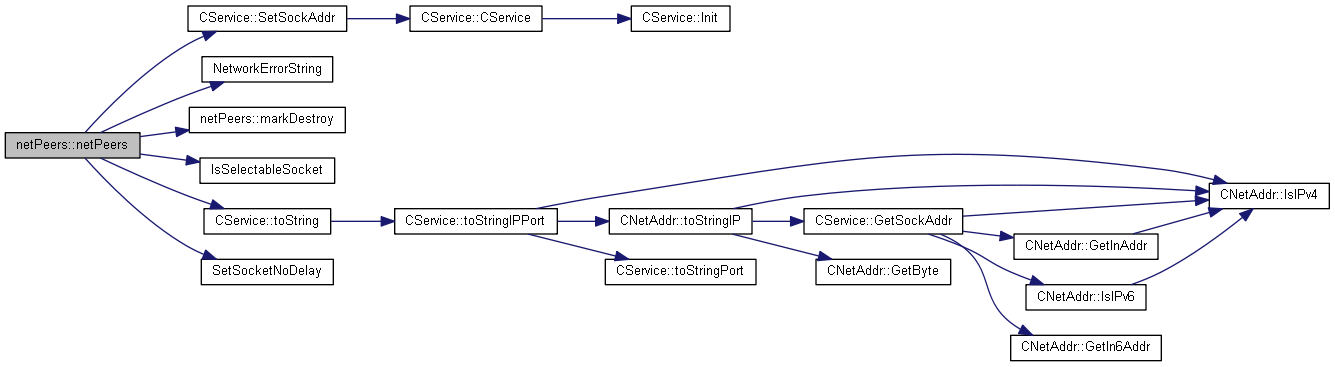 CService::SetSockAddr
CService::CService
CService::Init
NetworkErrorString
netPeers::markDestroy
netPeers::netPeers
IsSelectableSocket
CService::toString
CService::toStringIPPort
CNetAddr::toStringIP
CService::GetSockAddr
CNetAddr::IsIPv4
CNetAddr::GetInAddr
SetSocketNoDelay
CService::toStringPort
CNetAddr::GetByte
CNetAddr::IsIPv6
CNetAddr::GetIn6Addr